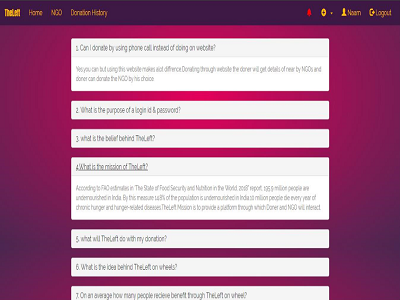 TheLeft Home NGO Donation History Naam Logout
1. Can I donate by using phone call instead of doing on website?
Yes you can but using this website makes alot diffrence.Donating through website the doner will get details of near by NGOs and
doner can donate the NGO by his choice.
2. What is the purpose of a login id & password?
3. what is the belief behind TheLeft?
4.What is the mission of TheLeft?
According to FAO estimates in 'The State of Food Security and Nutrition in the World, 2018" report, 195.9 million people are
undernourished in India. By this measure 14.8% of the population is undernourished in India.10 million people die every year of
chronic hunger and hunger-related diseases.TheLeft Mission is to provide a platform through which Doner and NGO will interact.
5. what will TheLeft do with my donation?
6. What is the idea behind TheLeft on wheels?
7. On an average how many people recieve benefit through TheLeft on wheel?